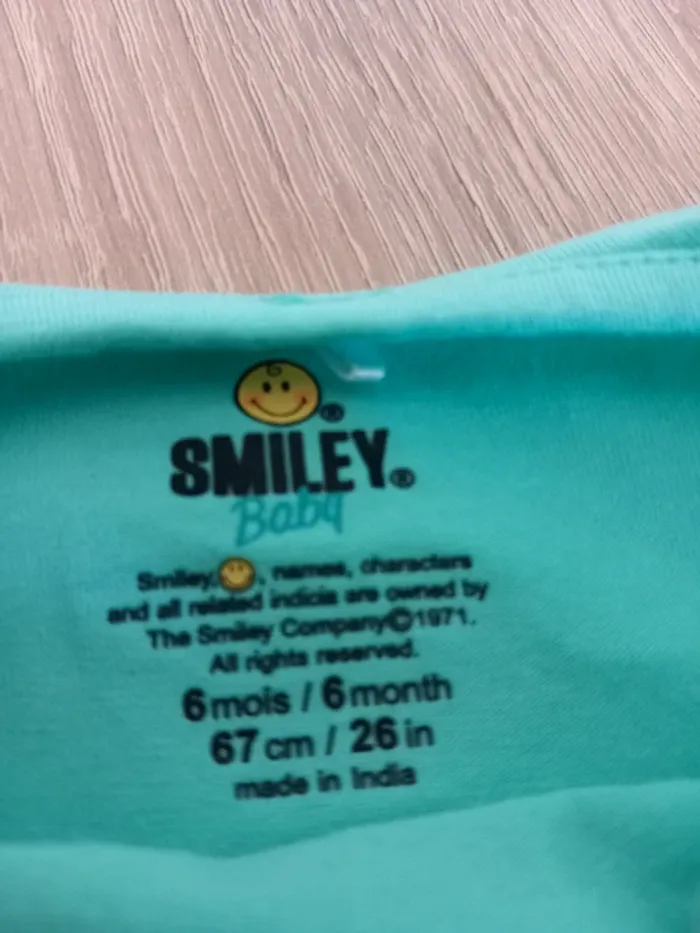 SMILEY®
Baby
Smiley, names, characters
and all related indicia are owned by
The Smiley Company©1971.
All rights reserved.
6 mois / 6 month
67 cm / 26 in
made in India